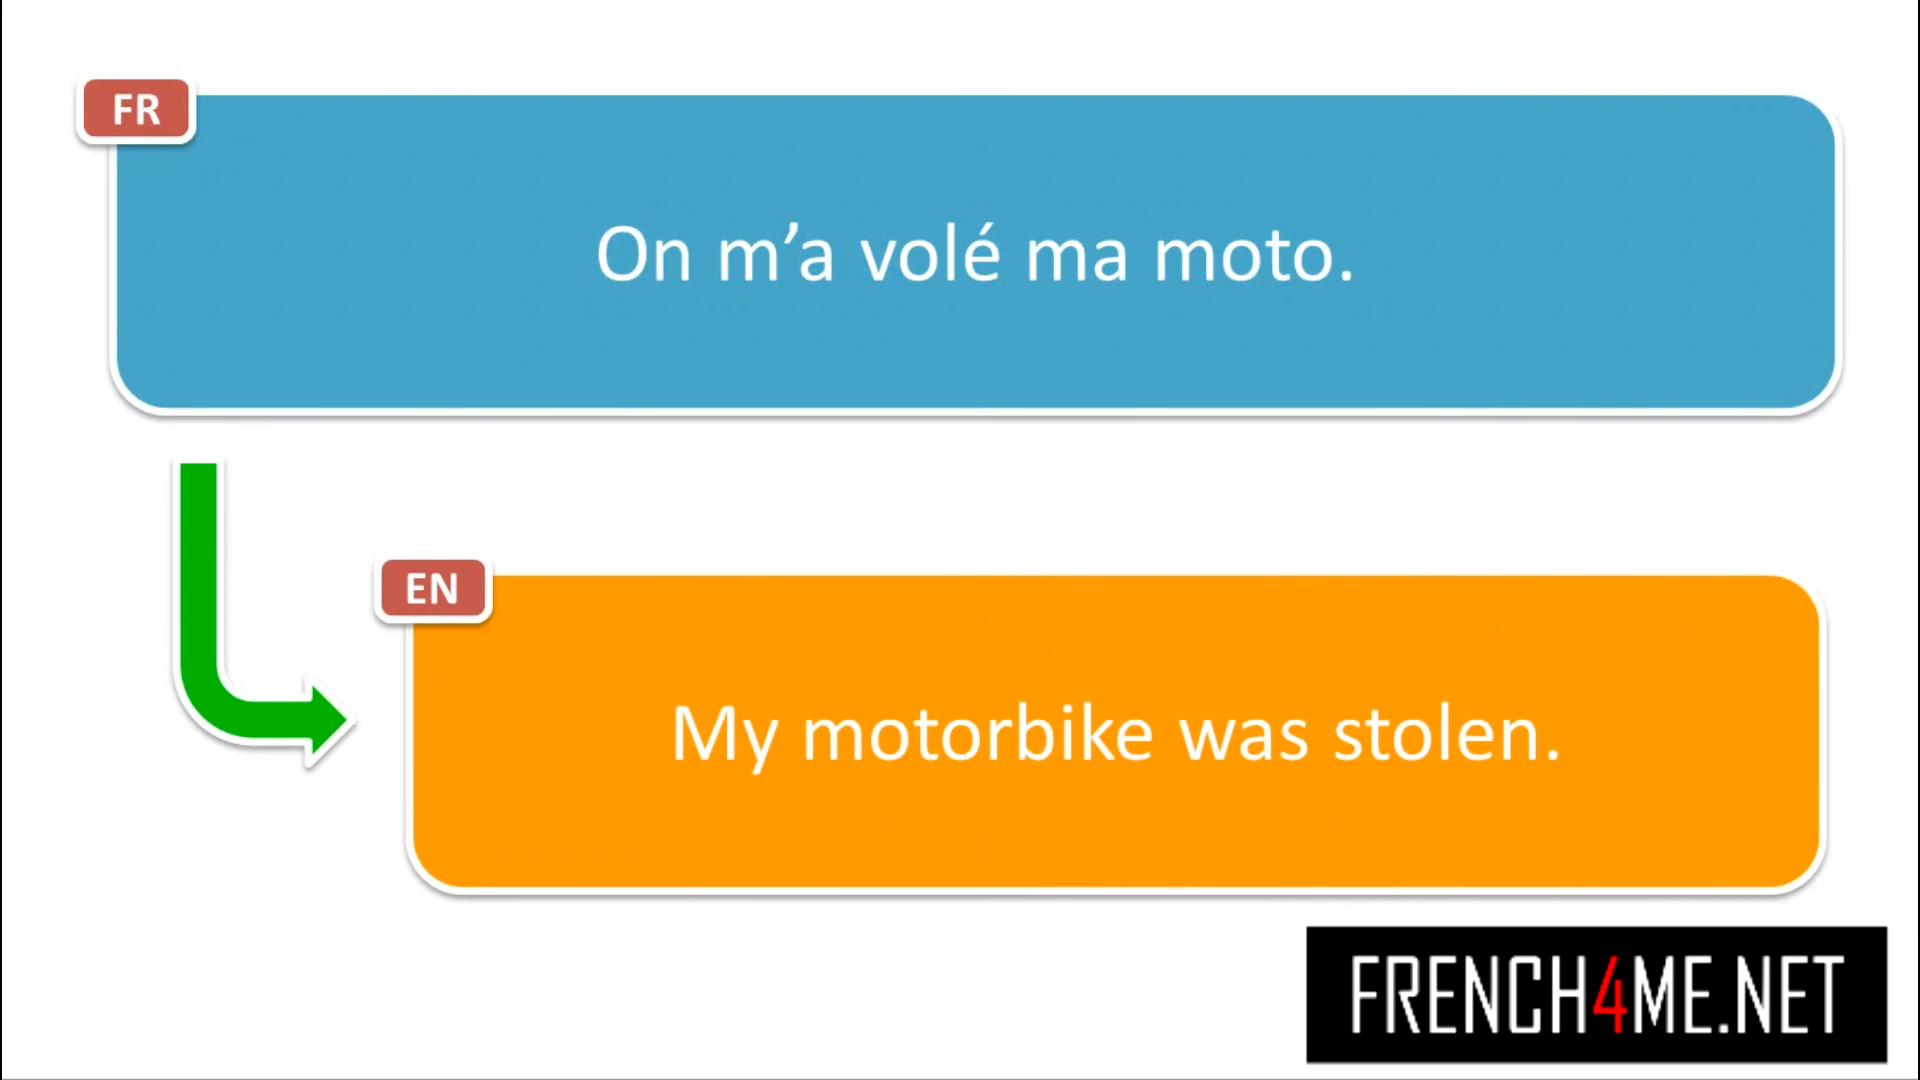 FR
On m’a volé ma moto.
EN
My motorbike was stolen.
FRENCH4ME.NET